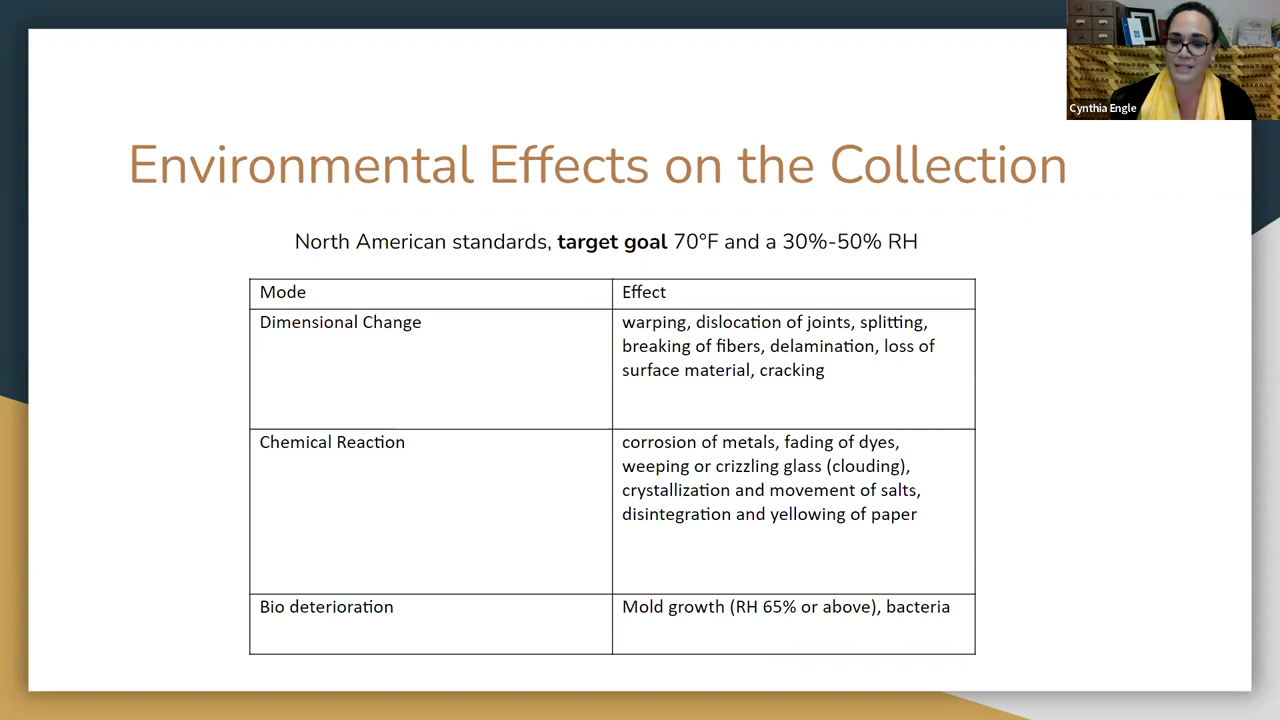 Cynthia Engle
Environmental Effects on the Collection
North American standards, target goal 70°F and a 30%-50% RH
Mode
Effect
Dimensional Change
warping, dislocation of joints, splitting,
breaking of fibers, delamination, loss of
surface material, cracking
Chemical Reaction
corrosion of metals, fading of dyes,
weeping or crizzling glass (clouding),
crystallization and movement of salts,
disintegration and yellowing of paper
Bio deterioration
Mold growth (RH 65% or above), bacteria